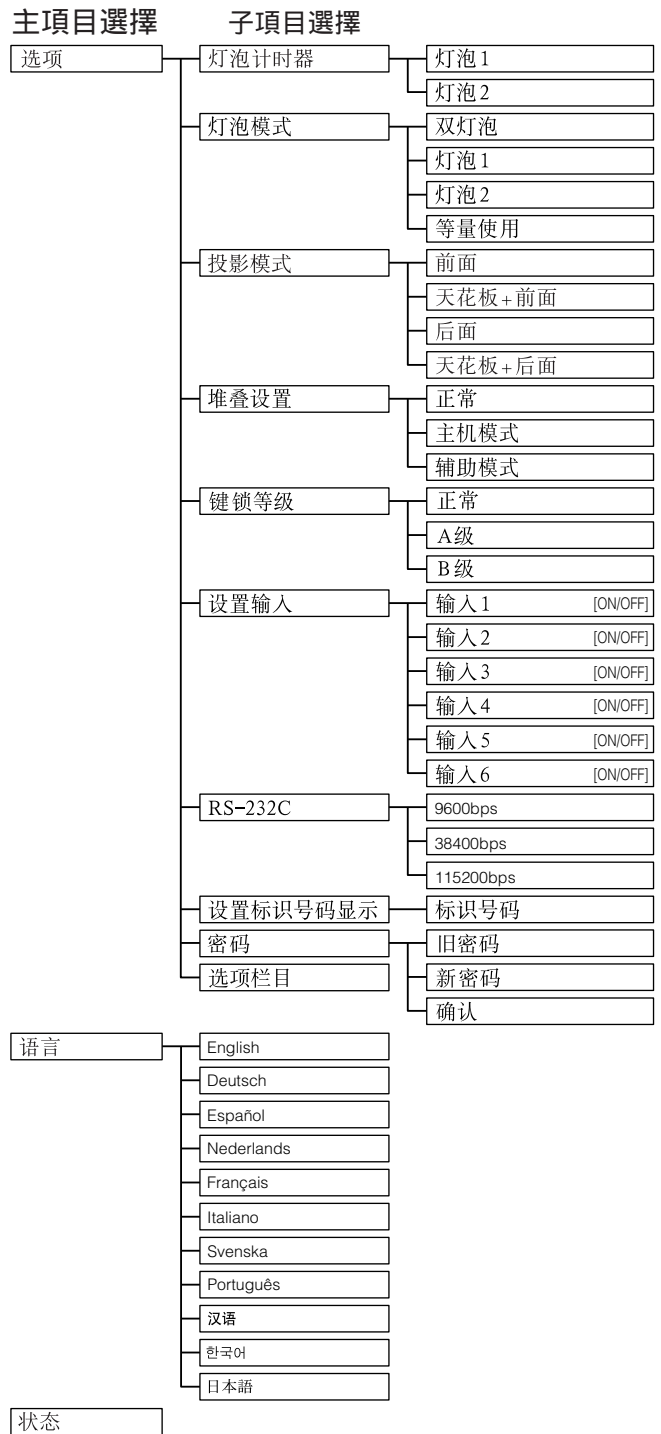 主項目選擇 子項目選擇
选项 灯泡计时器 灯泡1
灯泡2
灯泡模式 双灯泡
灯泡1
灯泡2
等量使用
投影模式 前面
天花板+前面
后面
天花板+后面
堆叠设置 正常
主机模式
辅助模式
键锁等级 正常
A级
B级
设置输入 输入1 [ON/OFF]
输入2 [ON/OFF]
输入3 [ON/OFF]
输入4 [ON/OFF]
输入5 [ON/OFF]
输入6 [ON/OFF]
RS-232C 9600bps
38400bps
115200bps
设置标识号码显示 标识号码
密码 旧密码
选项栏目 新密码
确认
语言 English
Deutsch
Español
Nederlands
Français
Italiano
Svenska
Português
汉语
한국어
日本語
状态